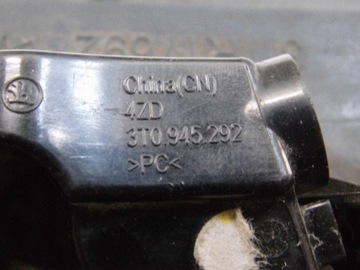 China(CN)
4ZD
3T0.945.292
>PC<